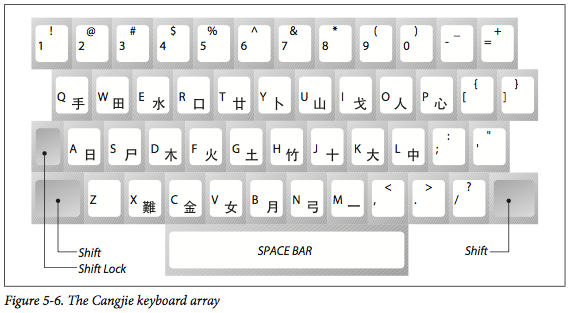 ! @ # $ % ^ & * ( ) _ +
1 2 3 4 5 6 7 8 9 0 - =
Q 手 W 田 E 水 R 口 T 廿 Y 卜 U 山 I 戈 O 人 P 心 [ { ] }
A 日 S 尸 D 木 F 火 G 土 H 竹 J 十 K 大 L 中 ; : ' "
Z X 難 C 金 V 女 B 月 N 弓 M 一 , < . > / ?
SPACE BAR
Shift
Shift
Shift Lock
Figure 5-6. The Cangjie keyboard array